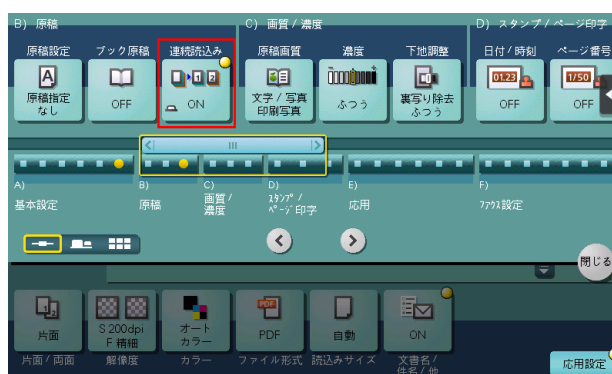 B) 原稿
C) 画質 / 濃度
D) スタンプ / ページ印字
原稿設定
ブック原稿
連続読込み
原稿画質
濃度
下地調整
日付 / 時刻
ページ番号
原稿指定
なし
OFF
ON
文字 / 写真
印刷写真
ふつう
裏写り除去
ふつう
01.23
OFF
1/50
OFF
A)
基本設定
B)
原稿
C)
画質 /
濃度
D)
ｽﾀﾝﾌﾟ /
ﾍﾟｰｼﾞ印字
E)
応用
F)
ﾌｧｸｽ設定
閉じる
片面
片面 / 両面
S 200dpi
F 精細
解像度
オート
カラー
カラー
PDF
PDF
ファイル形式
自動
読込みサイズ
ON
文書名 /
件名 / 他
応用設定